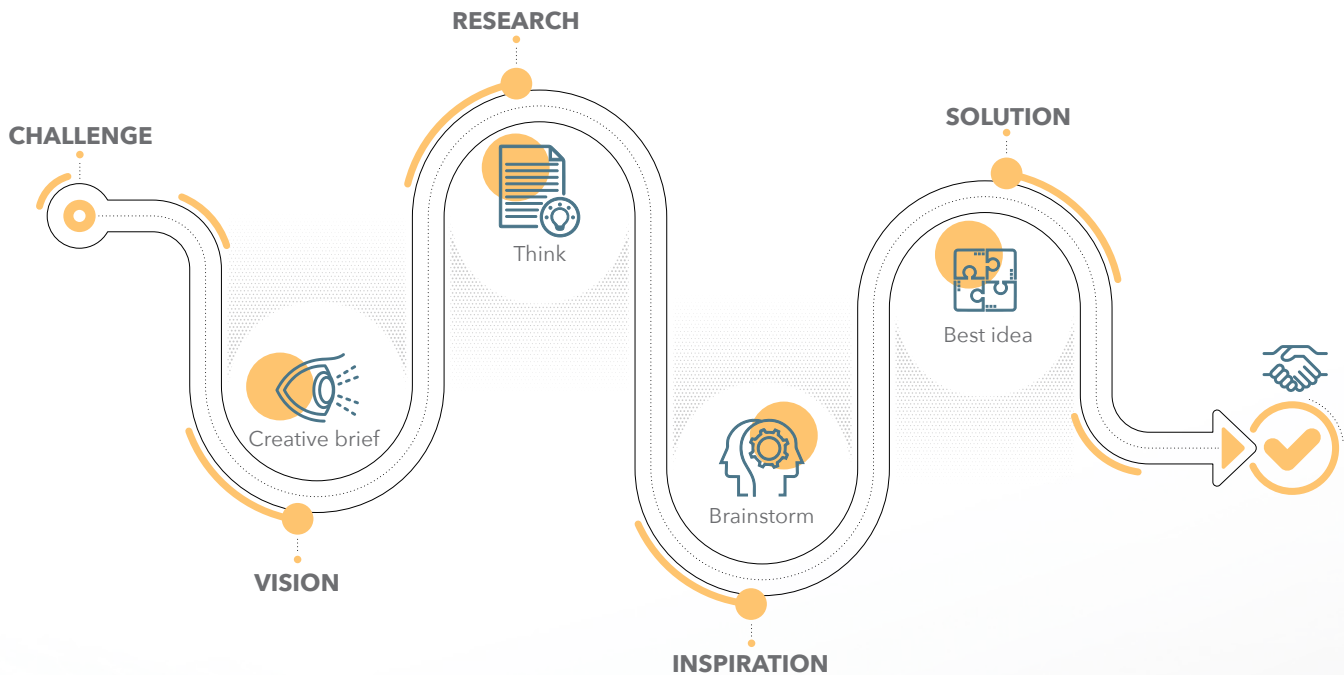 CHALLENGE
Creative brief
VISION
RESEARCH
Think
Brainstorm
INSPIRATION
SOLUTION
Best idea